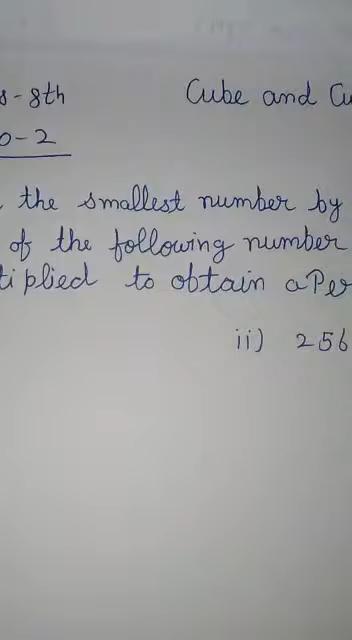 s-8th Cube and Cu
o-2
the smallest number by
of the following number
tiplied to obtain a Per
ii) 256